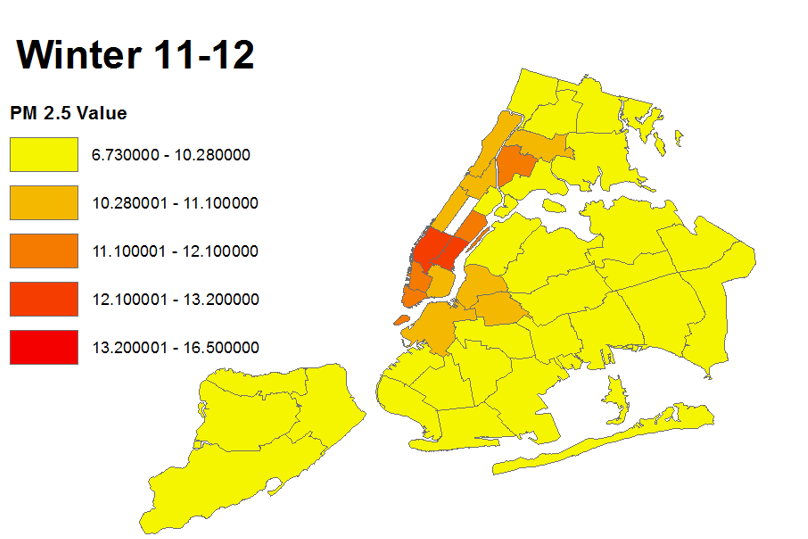 Winter 11-12
PM 2.5 Value
6.730000 - 10.280000
10.280001 - 11.100000
11.100001 - 12.100000
12.100001 - 13.200000
13.200001 - 16.500000